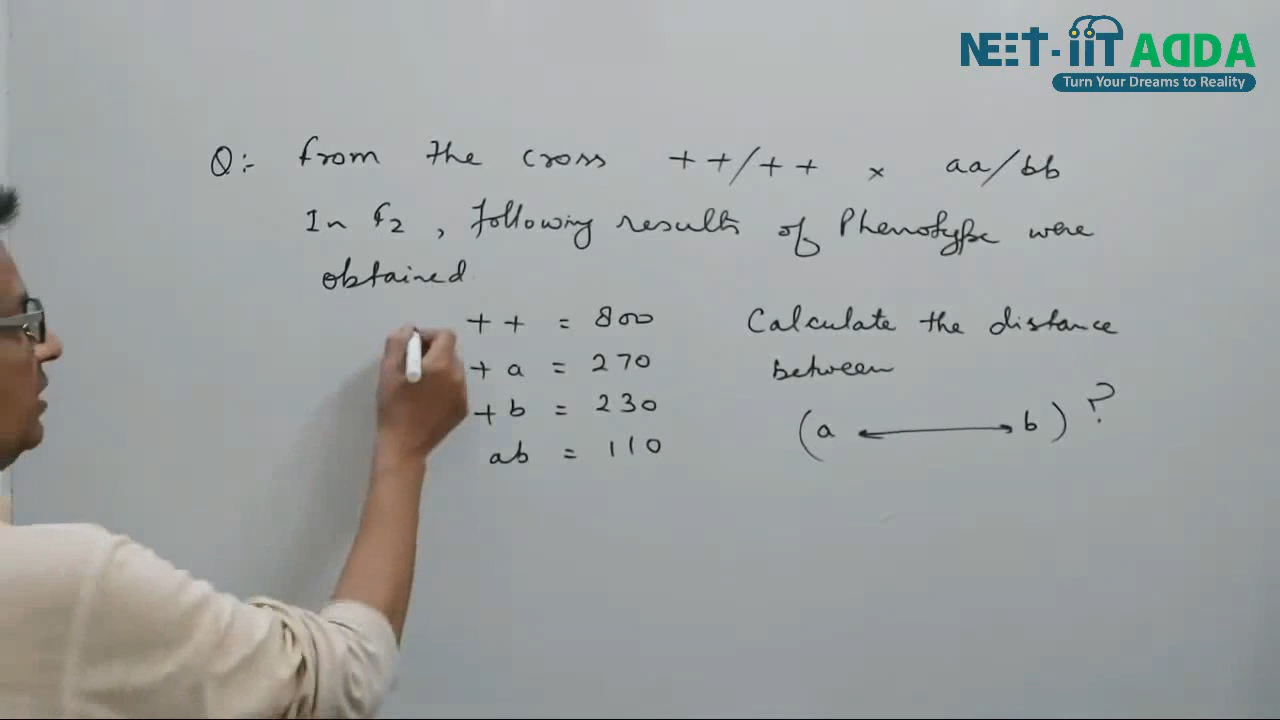 NEET-iiT ADDA
Turn Your Dreams to Reality
Q:- From the cross ++/++ × aa/bb
In F2, following results of Phenotype were
obtained
++ = 800
+a = 270
+b = 230
ab = 110
Calculate the distance
between
(a ⟷ b)?